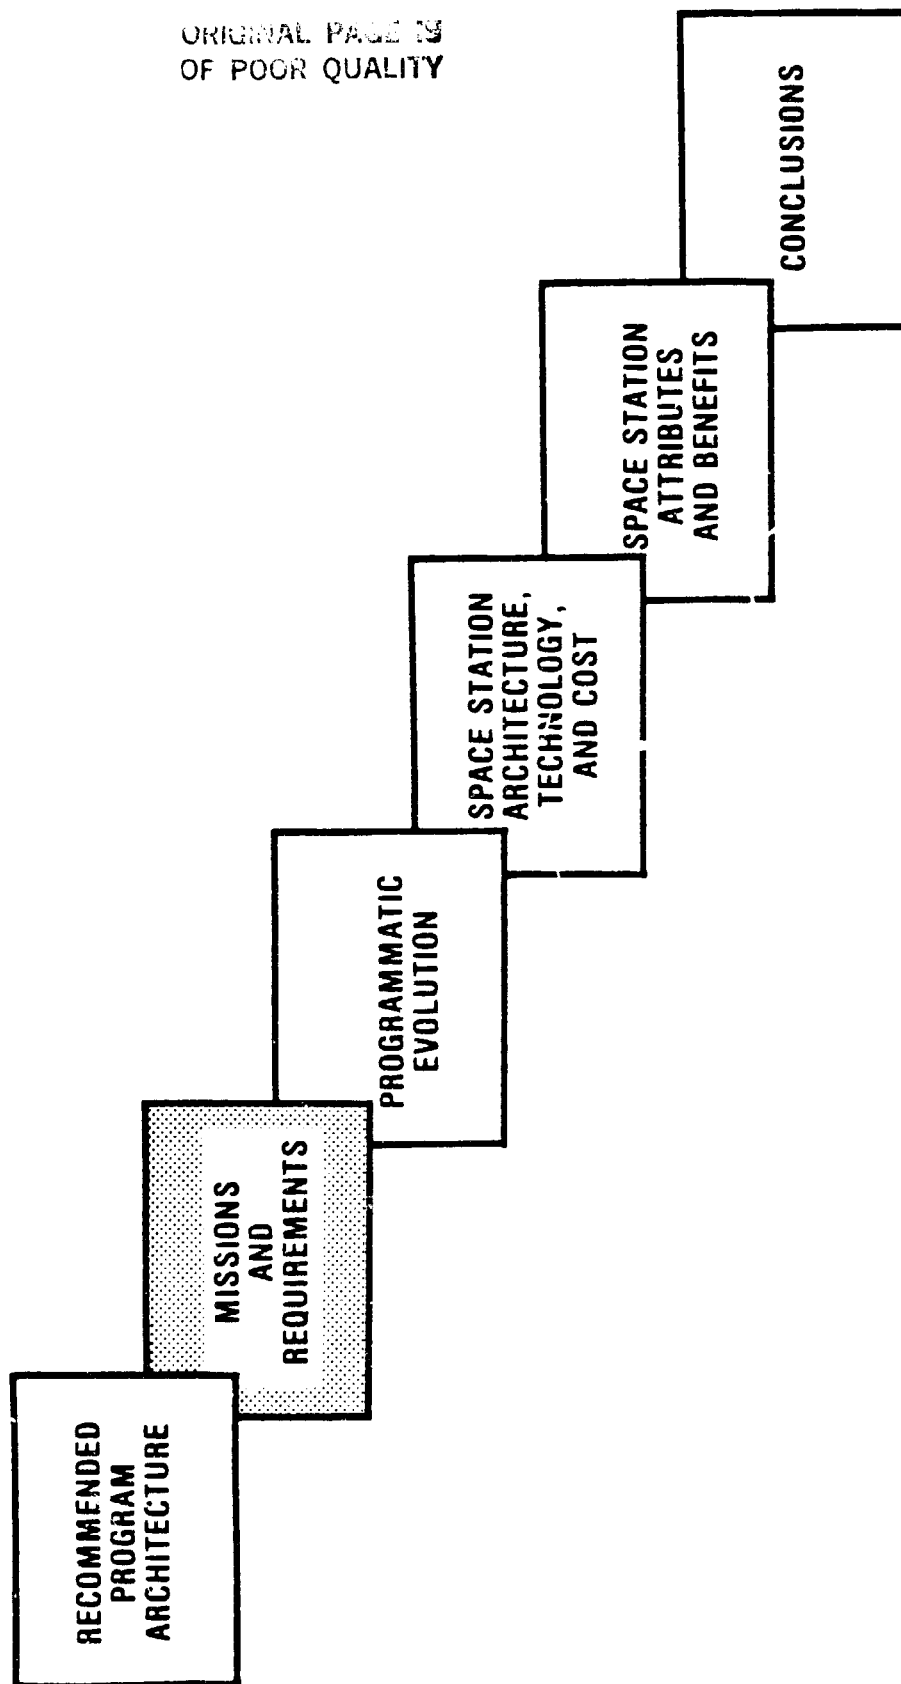 ORIGINAL PAGE IS
OF POOR QUALITY
RECOMMENDED
PROGRAM
ARCHITECTURE
MISSIONS
AND
REQUIREMENTS
PROGRAMMATIC
EVOLUTION
SPACE STATION
ARCHITECTURE,
TECHNOLOGY,
AND COST
SPACE STATION
ATTRIBUTES
AND BENEFITS
CONCLUSIONS